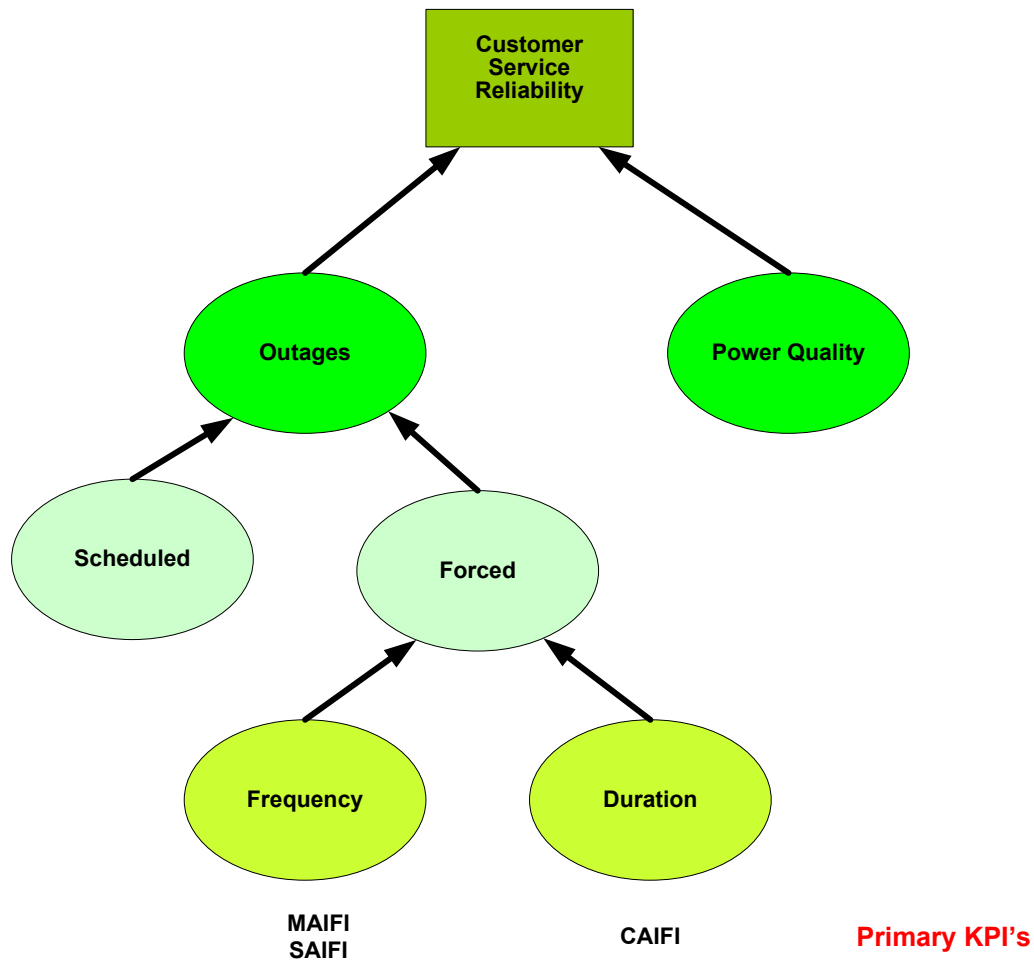 Customer
Service
Reliability
Outages
Power Quality
Scheduled
Forced
Frequency
Duration
MAIFI
SAIFI
CAIFI
Primary KPI's